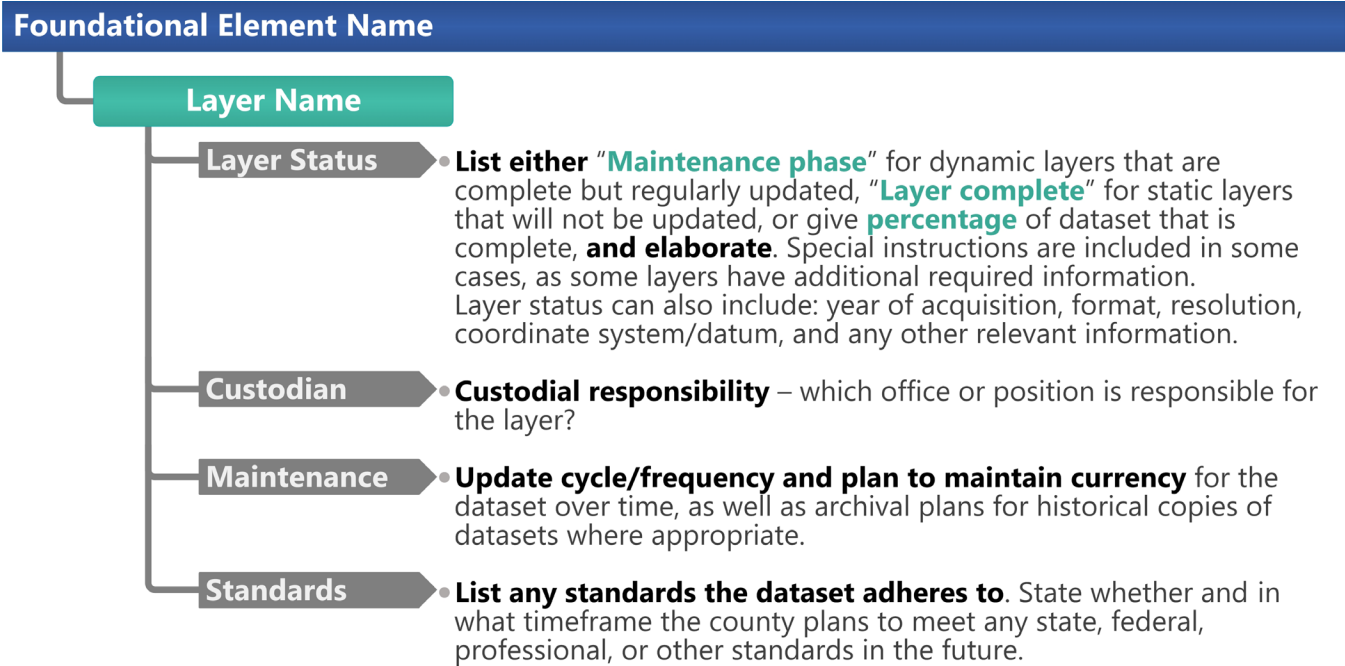 Foundational Element Name
Layer Name
Layer Status
List either “Maintenance phase” for dynamic layers that are
complete but regularly updated, “Layer complete” for static layers
that will not be updated, or give percentage of dataset that is
complete, and elaborate. Special instructions are included in some
cases, as some layers have additional required information.
Layer status can also include: year of acquisition, format, resolution,
coordinate system/datum, and any other relevant information.
Custodian
Custodial responsibility – which office or position is responsible for
the layer?
Maintenance
Update cycle/frequency and plan to maintain currency for the
dataset over time, as well as archival plans for historical copies of
datasets where appropriate.
Standards
List any standards the dataset adheres to. State whether and in
what timeframe the county plans to meet any state, federal,
professional, or other standards in the future.